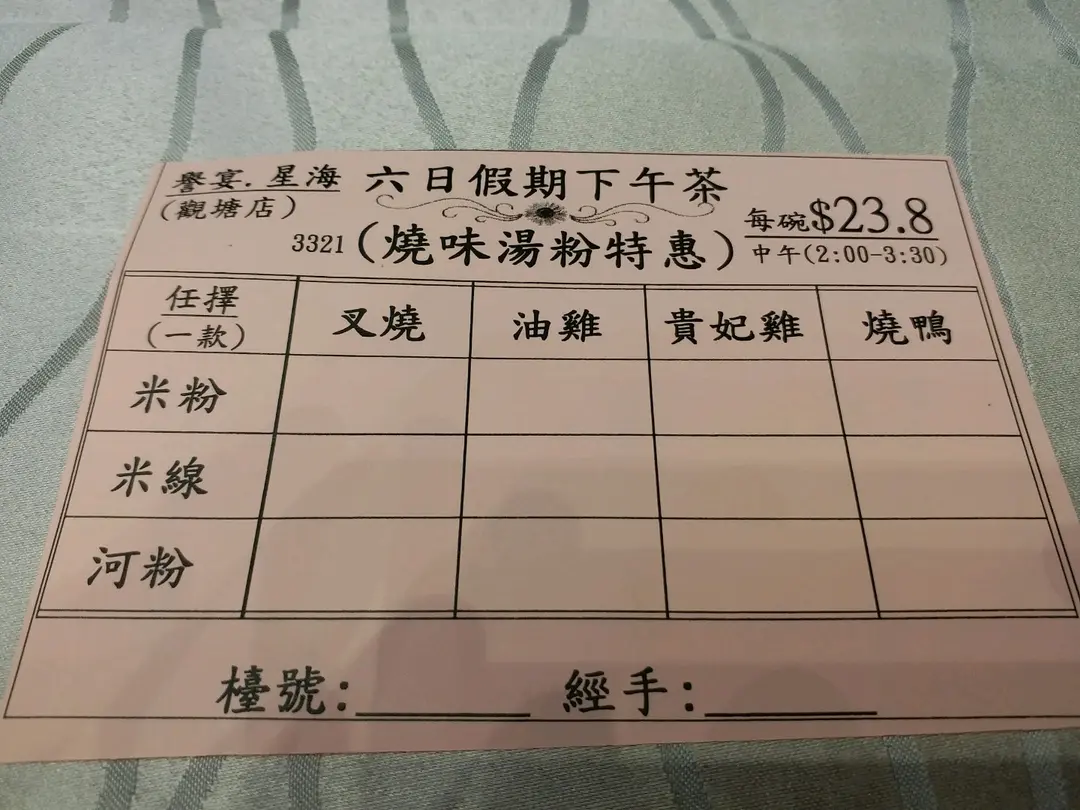 譽宴．星海
(觀塘店)
六日假期下午茶
3321 (燒味湯粉特惠)
每碗$23.8
中午(2:00-3:30)
任擇
(一款)
叉燒 油雞 貴妃雞 燒鴨
米粉
米線
河粉
檯號:________ 經手:________